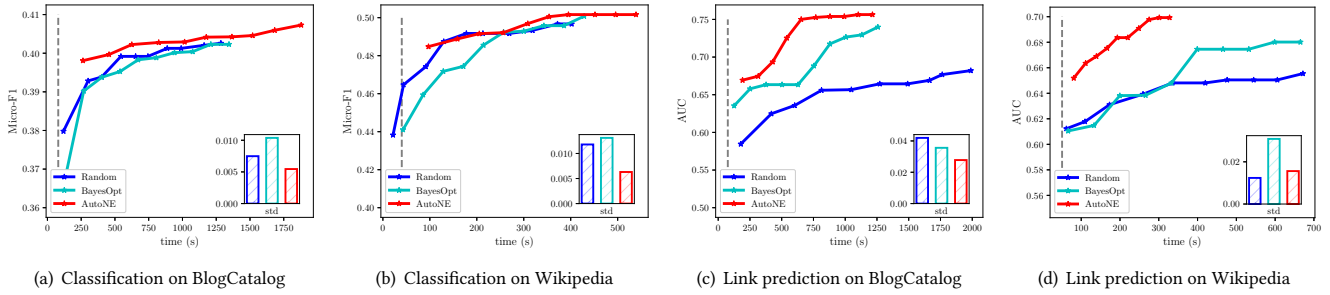 0.41
0.40
0.39
0.38
0.37
0.36
Micro-F1
Random
BayesOpt
AutoNE
0.010
0.005
0.000
std
0 250 500 750 1000 1250 1500 1750
time (s)
(a) Classification on BlogCatalog
0.50
0.48
0.46
0.44
0.42
0.40
Micro-F1
Random
BayesOpt
AutoNE
0.010
0.005
0.000
std
0 100 200 300 400 500
time (s)
(b) Classification on Wikipedia
0.75
0.70
0.65
0.60
0.55
0.50
AUC
Random
BayesOpt
AutoNE
0.04
0.02
0.00
std
0 250 500 750 1000 1250 1500 1750 2000
time (s)
(c) Link prediction on BlogCatalog
0.70
0.68
0.66
0.64
0.62
0.60
0.58
0.56
AUC
Random
BayesOpt
AutoNE
0.02
0.00
std
0 100 200 300 400 500 600 700
time (s)
(d) Link prediction on Wikipedia